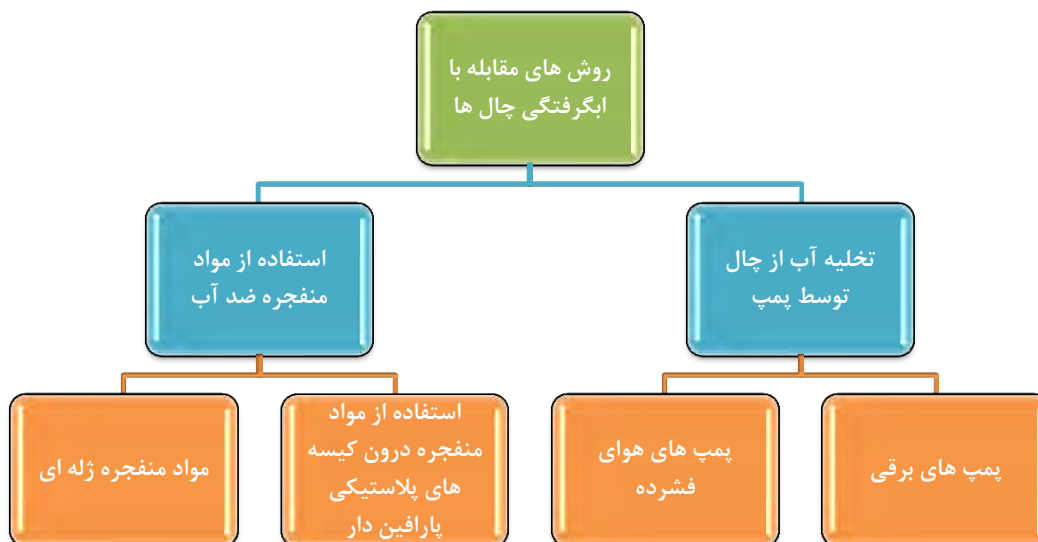 روش های مقابله با
ابگرفتگی چال ها
تخلیه آب از چال
توسط پمپ
استفاده از مواد
منفجره ضد آب
پمپ های برقی
پمپ های هوای
فشرده
استفاده از مواد
منفجره درون کیسه
های پلاستیکی
پارافین دار
مواد منفجره ژله ای